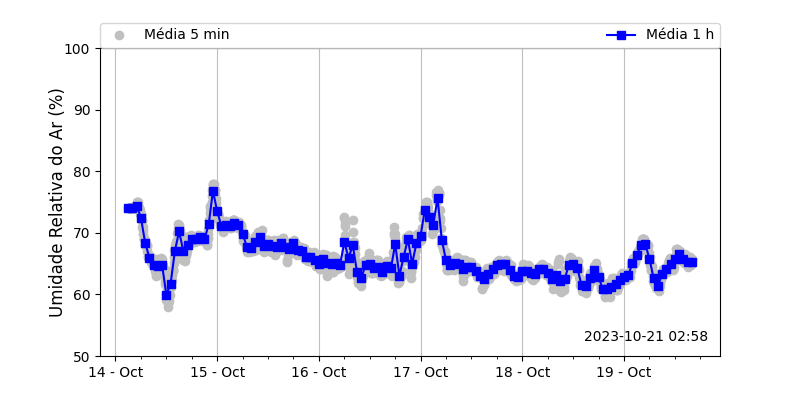 Média 5 min
Média 1 h
Umidade Relativa do Ar (%)
100
90
80
70
60
50
2023-10-21 02:58
14 - Oct
15 - Oct
16 - Oct
17 - Oct
18 - Oct
19 - Oct